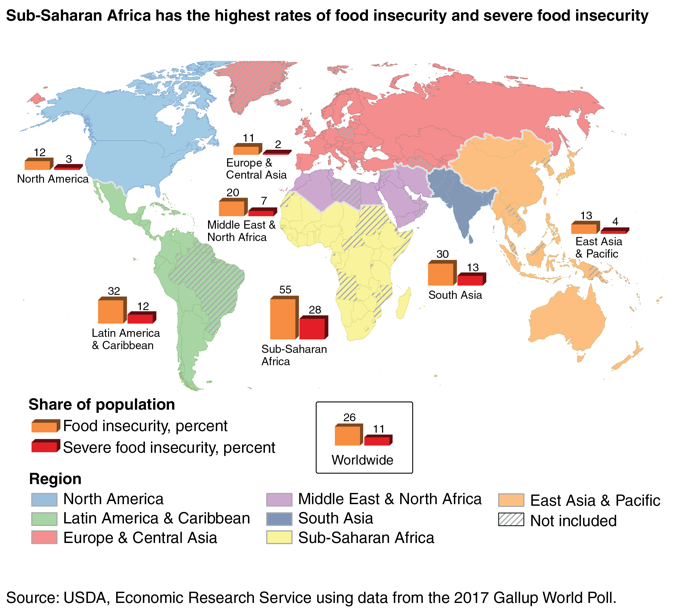 Sub-Saharan Africa has the highest rates of food insecurity and severe food insecurity
12
3
North America
11
2
Europe &
Central Asia
20
7
Middle East &
North Africa
13
4
East Asia
& Pacific
30
13
South Asia
32
12
Latin America
& Caribbean
55
28
Sub-Saharan
Africa
Share of population
Food insecurity, percent
Severe food insecurity, percent
26
11
Worldwide
Region
North America
Latin America & Caribbean
Europe & Central Asia
Middle East & North Africa
South Asia
Sub-Saharan Africa
East Asia & Pacific
Not included
Source: USDA, Economic Research Service using data from the 2017 Gallup World Poll.